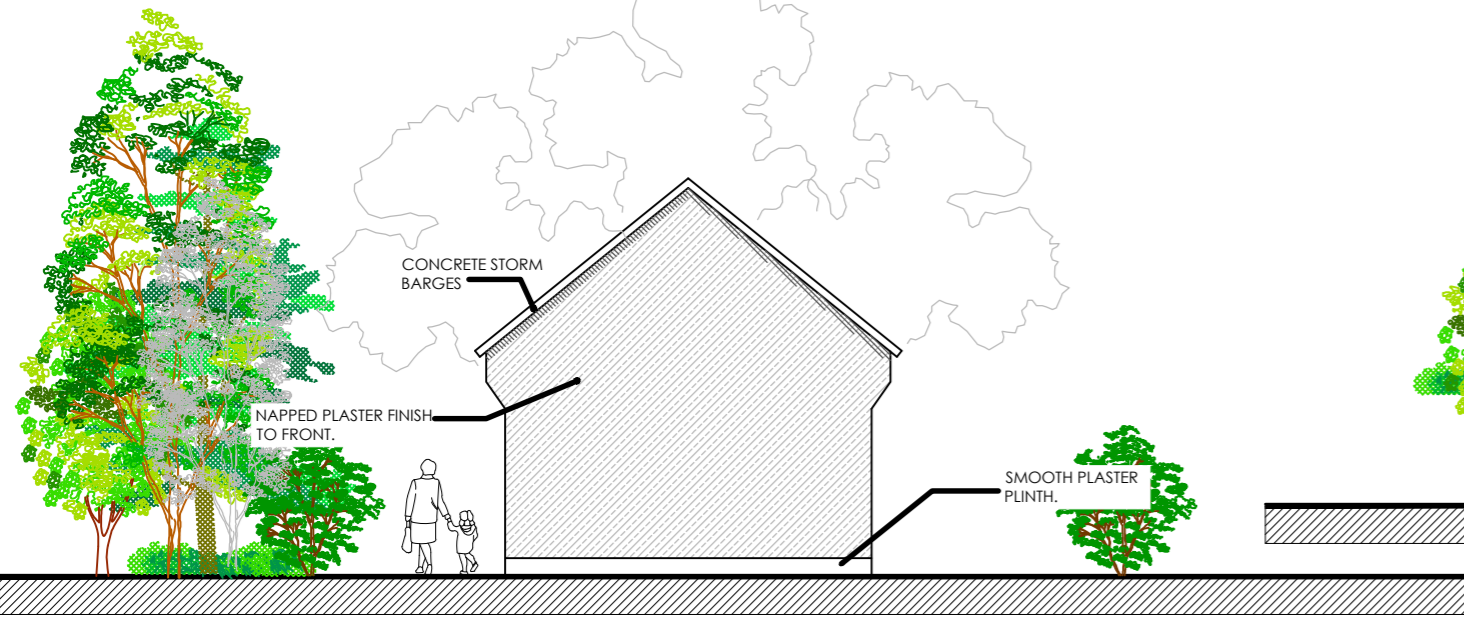 CONCRETE STORM
BARGES
NAPPED PLASTER FINISH
TO FRONT.
SMOOTH PLASTER
PLINTH.